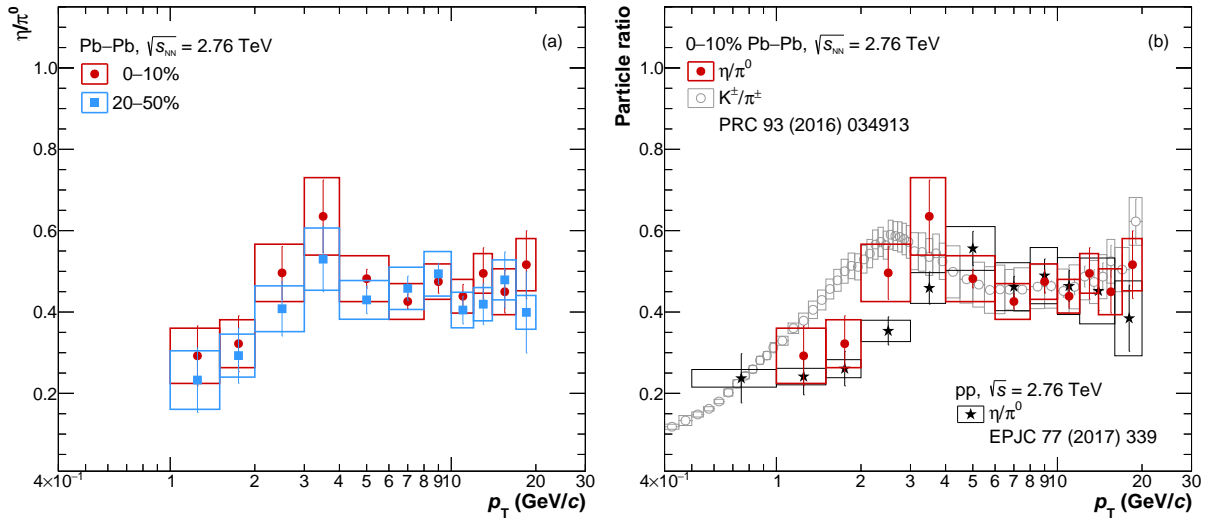 η/π⁰
Pb–Pb, √s_NN = 2.76 TeV
(a)
0–10%
20–50%
1.0
0.8
0.6
0.4
0.2
4×10⁻¹ 1 2 3 4 5 6 7 8 910 20 30
p_T (GeV/c)
Particle ratio
0–10% Pb–Pb, √s_NN = 2.76 TeV
(b)
η/π⁰
K±/π±
PRC 93 (2016) 034913
1.0
0.8
0.6
0.4
0.2
pp, √s = 2.76 TeV
η/π⁰
EPJC 77 (2017) 339
4×10⁻¹ 1 2 3 4 5 6 7 8 910 20 30
p_T (GeV/c)